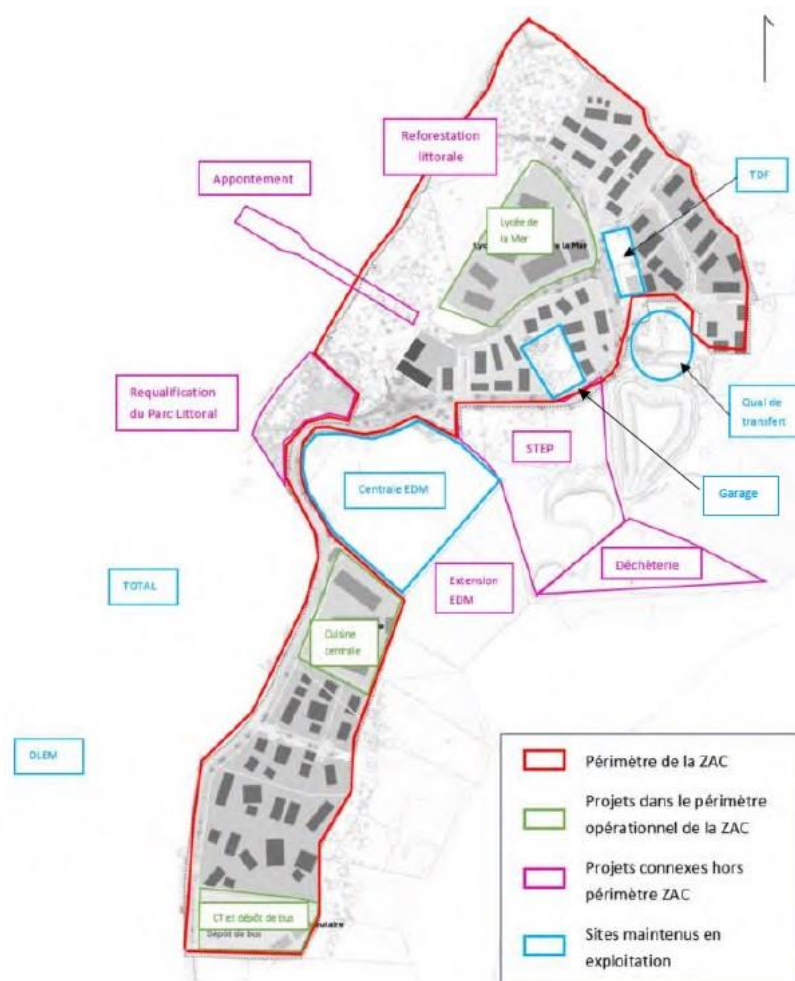 Reforestation
littorale
Appontement
TDF
Lycée de
la Mer
Requalification
du Parc Littoral
Quai de
transfert
STEP
Centrale EDM
Garage
Déchèterie
Extension
EDM
TOTAL
Cuisine
centrale
DLEM
CT et dépôt de bus
Dépôt de bus
Périmètre de la ZAC
Projets dans le périmètre
opérationnel de la ZAC
Projets connexes hors
périmètre ZAC
Sites maintenus en
exploitation